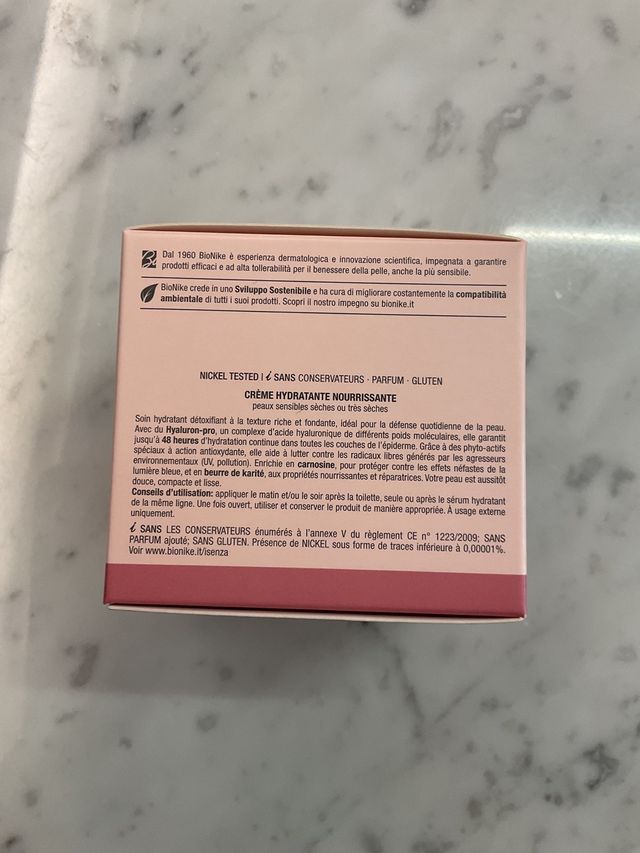 Dal 1960 BioNike è esperienza dermatologica e innovazione scientifica, impegnata a garantire
prodotti efficaci e ad alta tollerabilità per il benessere della pelle, anche la più sensibile.
BioNike crede in uno Sviluppo Sostenibile e ha cura di migliorare costantemente la compatibilità
ambientale di tutti i suoi prodotti. Scopri il nostro impegno su bionike.it
NICKEL TESTED | i SANS CONSERVATEURS · PARFUM · GLUTEN
CRÈME HYDRATANTE NOURRISSANTE
peaux sensibles sèches ou très sèches
Soin hydratant détoxifiant à la texture riche et fondante, idéal pour la défense quotidienne de la peau.
Avec du Hyaluron-pro, un complexe d'acide hyaluronique de différents poids moléculaires, elle garantit
jusqu'à 48 heures d'hydratation continue dans toutes les couches de l'épiderme. Grâce à des phyto-actifs
spéciaux à action antioxydante, elle aide à lutter contre les radicaux libres générés par les agresseurs
environnementaux (UV, pollution). Enrichie en carnosine, pour protéger contre les effets néfastes de la
lumière bleue, et en beurre de karité, aux propriétés nourrissantes et réparatrices. Votre peau est aussitôt
douce, compacte et lisse.
Conseils d'utilisation: appliquer le matin et/ou le soir après la toilette, seule ou après le sérum hydratant
de la même ligne. Une fois ouvert, utiliser et conserver le produit de manière appropriée. À usage externe
uniquement.
i SANS LES CONSERVATEURS énumérés à l'annexe V du règlement CE n° 1223/2009; SANS
PARFUM ajouté; SANS GLUTEN. Présence de NICKEL sous forme de traces inférieure à 0,00001%.
Voir www.bionike.it/isenza